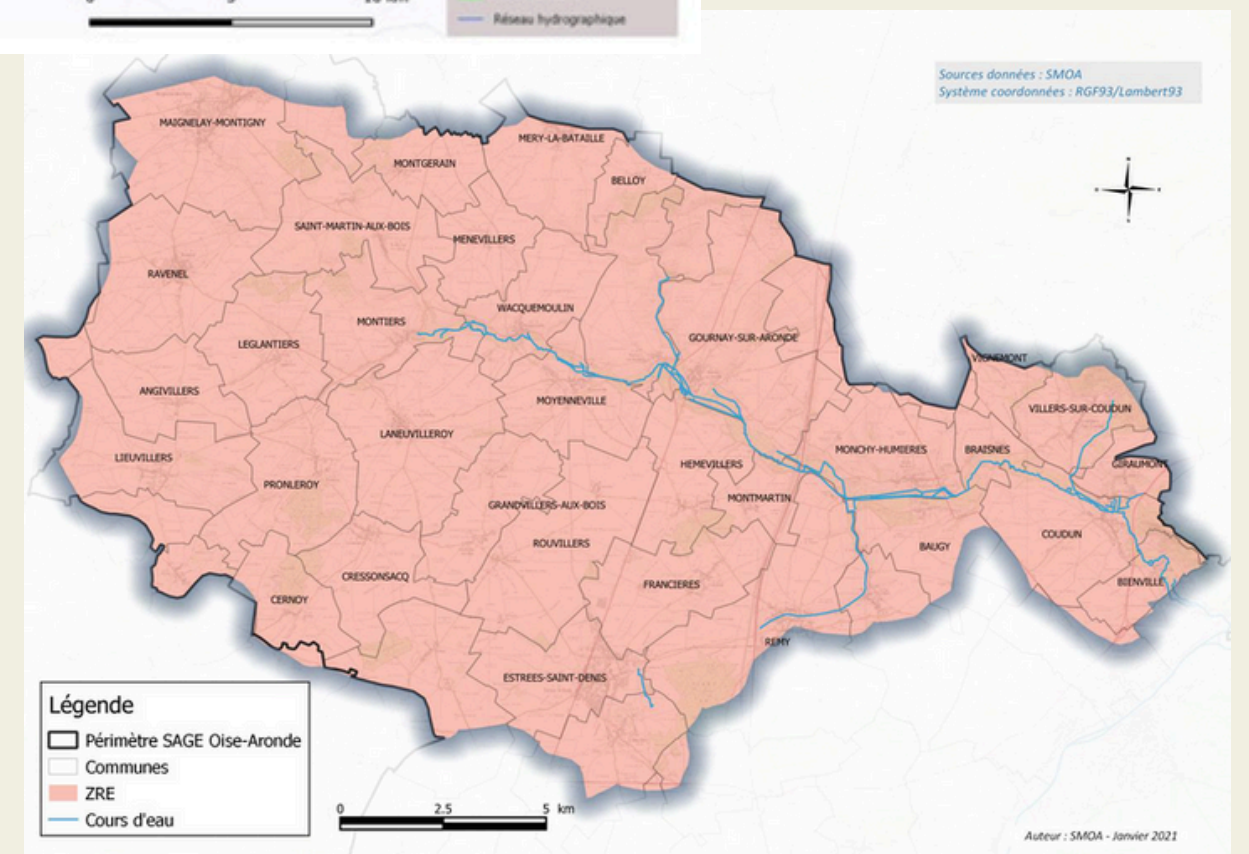 Réseau hydrographique
Sources données : SMOA
Système coordonnées : RGF93/Lambert93
MAIGNELAY-MONTIGNY
MERY-LA-BATAILLE
MONTGERAIN
BELLOY
SAINT-MARTIN-AUX-BOIS
MENEVILLERS
RAVENEL
WACQUEMOULIN
MONTIERS
GOURNAY-SUR-ARONDE
LEGLANTIERS
VIGNEMONT
ANGIVILLERS
MOYENNEVILLE
VILLERS-SUR-COUDUN
LANEUVILLEROY
MONCHY-HUMIERES
BRAISNES
LIEUVILLERS
HEMEVILLERS
GIRAUMONT
PRONLEROY
MONTMARTIN
GRANDVILLERS-AUX-BOIS
COUDUN
ROUVILLERS
BAUGY
CRESSONSACQ
FRANCIERES
BIENVILLE
CERNOY
REMY
ESTREES-SAINT-DENIS
Légende
Périmètre SAGE Oise-Aronde
Communes
ZRE
Cours d'eau
0 2.5 5 km
Auteur : SMOA - Janvier 2021